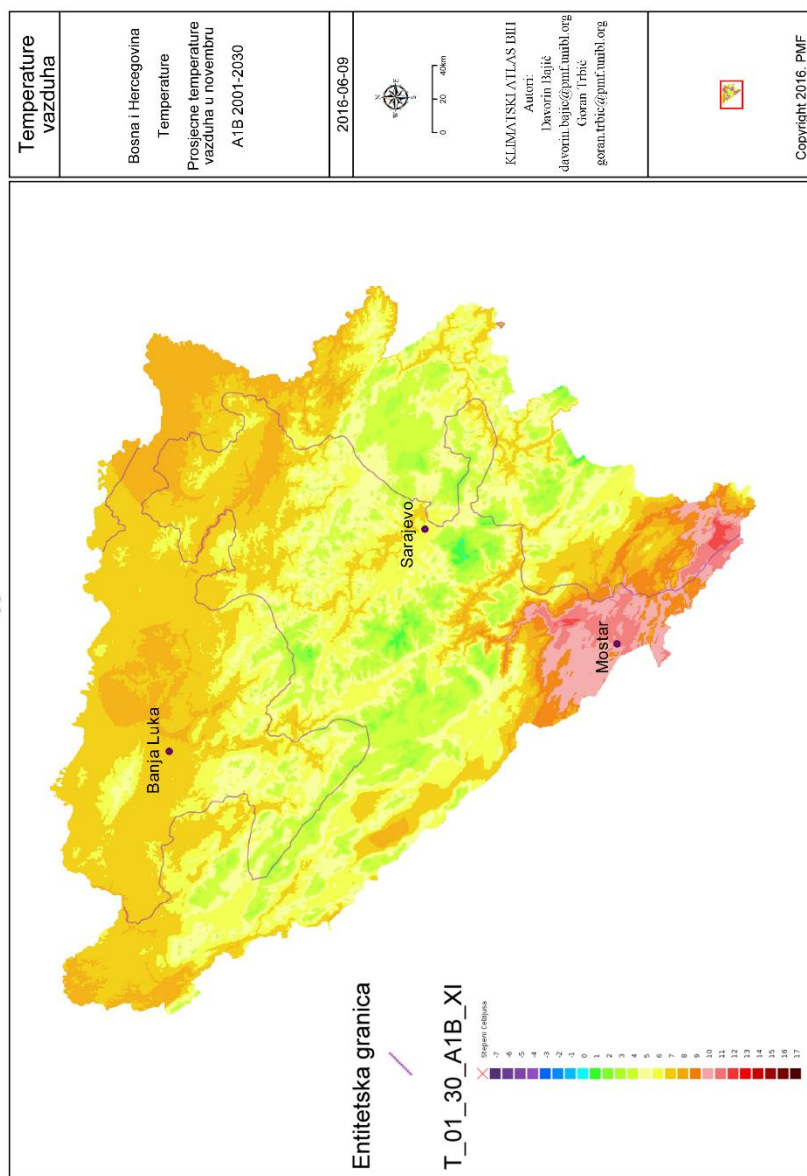 Temperature
vazduha
Bosna i Hercegovina
Temperature
Prosjecne temperature
vazduha u novembru
A1B 2001-2030
2016-06-09
N
W
E
S
0 20 40km
KLIMATSKI ATLAS BIH
Autori:
Davorin Bajić
davorin.bajic@pmf.unibl.org
Goran Trbić
goran.trbic@pmf.unibl.org
Copyright 2016. PMF
Banja Luka
Sarajevo
Mostar
Entitetska granica
T_01_30_A1B_XI
Stepeni Celzijusa
-7
-6
-5
-4
-3
-2
-1
0
1
2
3
4
5
6
7
8
9
10
11
12
13
14
15
16
17